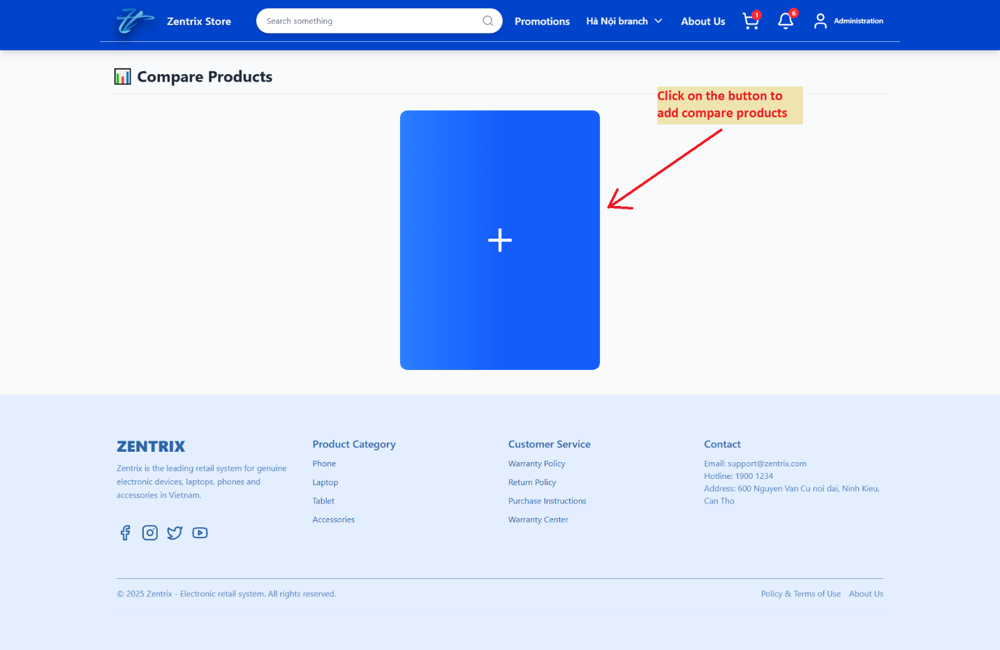 Zentrix Store
Search something
Promotions
Hà Nội branch
About Us
1
6
Administration
Compare Products
Click on the button to
add compare products
ZENTRIX
Zentrix is the leading retail system for genuine
electronic devices, laptops, phones and
accessories in Vietnam.
Product Category
Phone
Laptop
Tablet
Accessories
Customer Service
Warranty Policy
Return Policy
Purchase Instructions
Warranty Center
Contact
Email: support@zentrix.com
Hotline: 1900 1234
Address: 600 Nguyen Van Cu noi dai, Ninh Kieu,
Can Tho
© 2025 Zentrix - Electronic retail system. All rights reserved.
Policy & Terms of Use
About Us